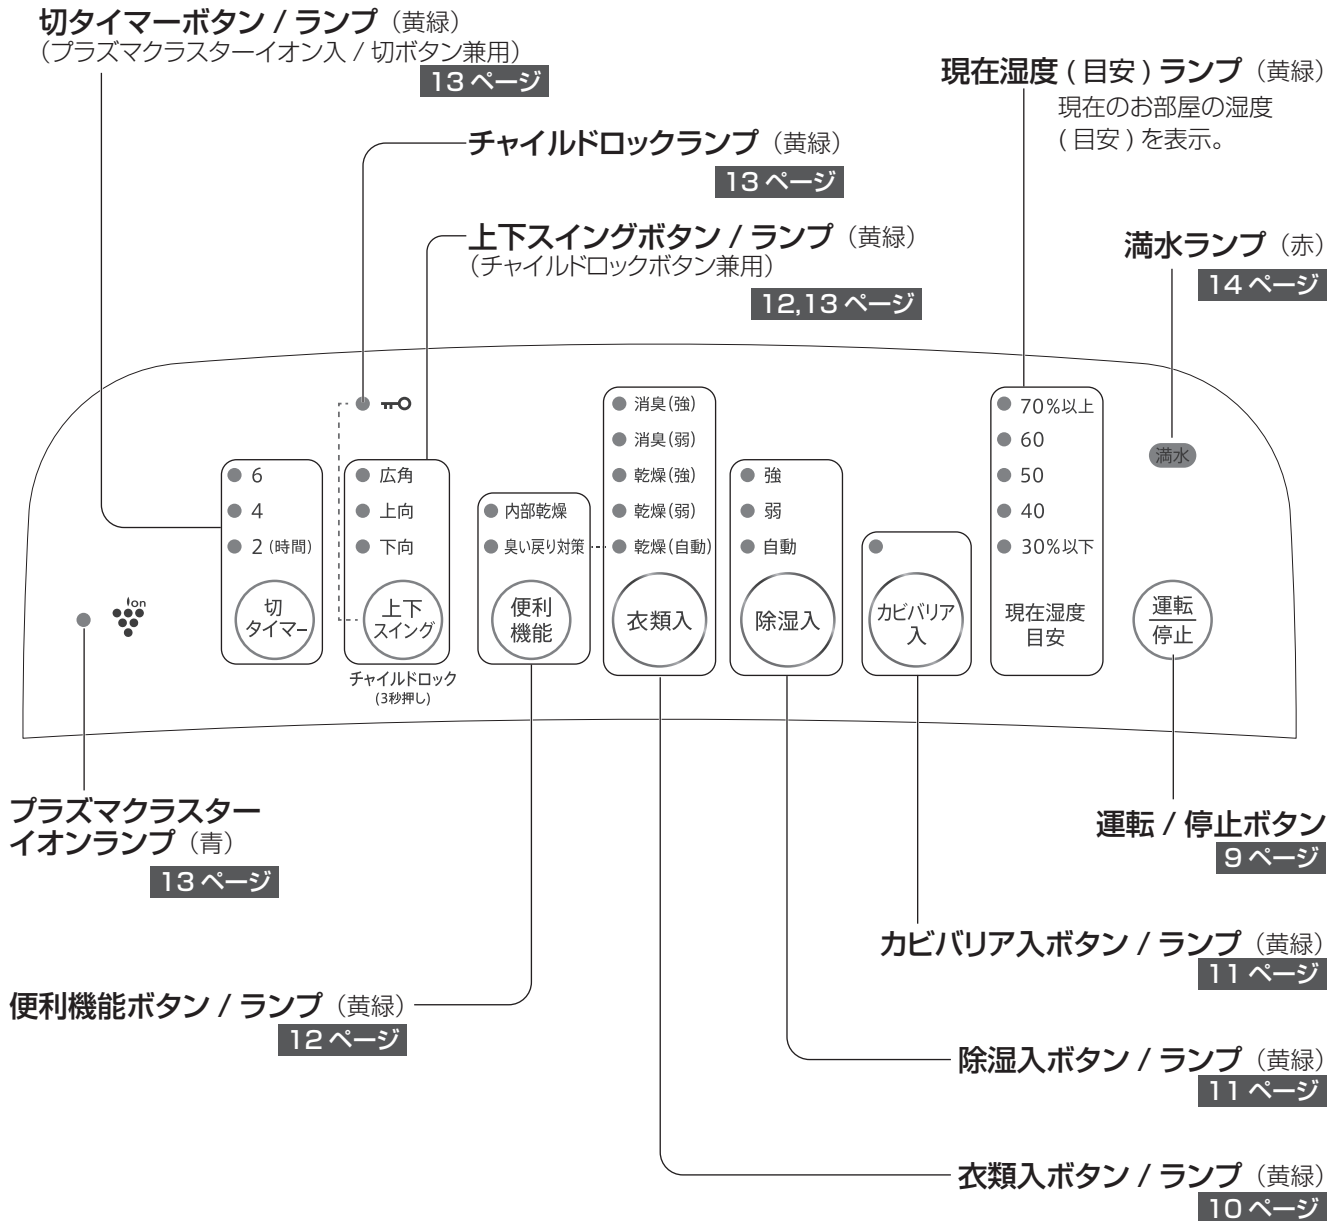 切タイマーボタン / ランプ（黄緑）
（プラズマクラスターイオン入 / 切ボタン兼用）
13 ページ
チャイルドロックランプ（黄緑）
13 ページ
上下スイングボタン / ランプ（黄緑）
（チャイルドロックボタン兼用）
12,13 ページ
現在湿度 ( 目安 ) ランプ（黄緑）
現在のお部屋の湿度
( 目安 ) を表示。
満水ランプ（赤）
14 ページ
ion
6
4
2 (時間)
切
タイマー
広角
上向
下向
上下
スイング
チャイルドロック
(3秒押し)
内部乾燥
臭い戻り対策
便利
機能
消臭(強)
消臭(弱)
乾燥(強)
乾燥(弱)
乾燥(自動)
衣類入
強
弱
自動
除湿入
カビバリア
入
70%以上
60
50
40
30%以下
現在湿度
目安
満水
運転
停止
プラズマクラスター
イオンランプ（青）
13 ページ
運転 / 停止ボタン
9 ページ
カビバリア入ボタン / ランプ（黄緑）
11 ページ
便利機能ボタン / ランプ（黄緑）
12 ページ
除湿入ボタン / ランプ（黄緑）
11 ページ
衣類入ボタン / ランプ（黄緑）
10 ページ